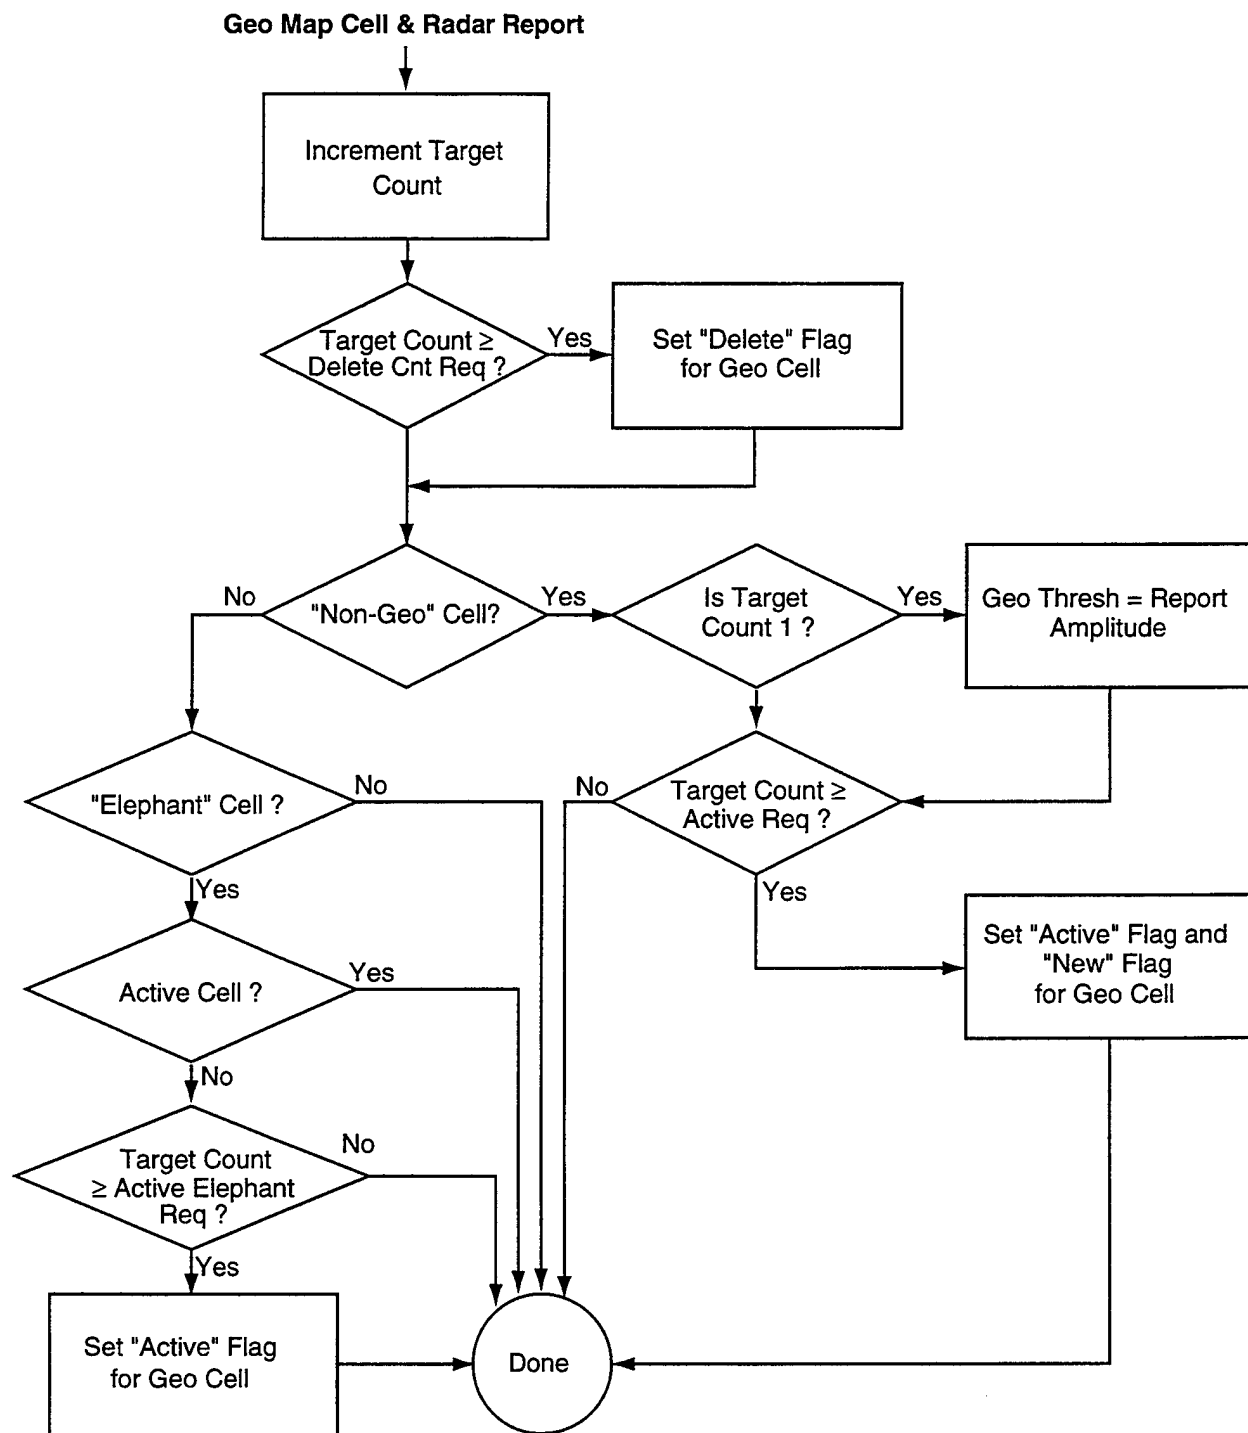 Geo Map Cell & Radar Report
Increment Target
Count
Target Count ≥
Delete Cnt Req ?
Yes
Set "Delete" Flag
for Geo Cell
No
"Non-Geo" Cell?
Yes
Is Target
Count 1 ?
Yes
Geo Thresh = Report
Amplitude
"Elephant" Cell ?
No
No
Target Count ≥
Active Req ?
Yes
Yes
Set "Active" Flag and
"New" Flag
for Geo Cell
Active Cell ?
Yes
No
Target Count
≥ Active Elephant
Req ?
No
Yes
Set "Active" Flag
for Geo Cell
Done